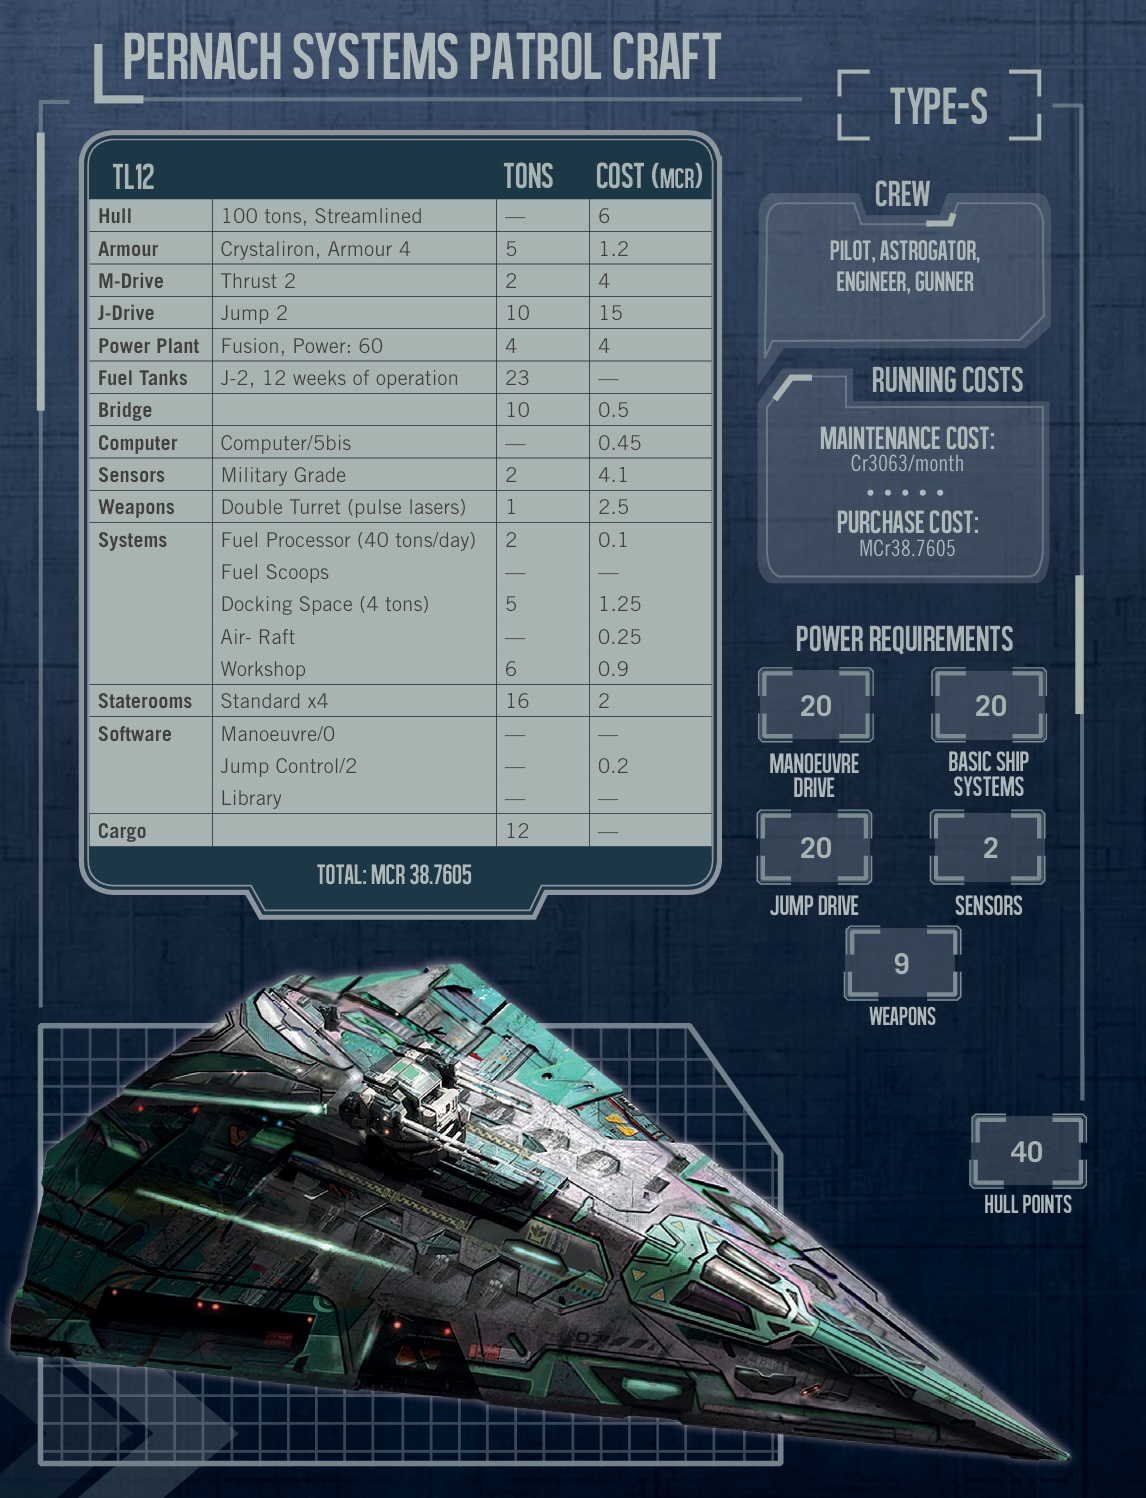 PERNACH SYSTEMS PATROL CRAFT
TYPE-S
TL12 TONS COST (MCR)
Hull 100 tons, Streamlined — 6
Armour Crystaliron, Armour 4 5 1.2
M-Drive Thrust 2 2 4
J-Drive Jump 2 10 15
Power Plant Fusion, Power: 60 4 4
Fuel Tanks J-2, 12 weeks of operation 23 —
Bridge 10 0.5
Computer Computer/5bis — 0.45
Sensors Military Grade 2 4.1
Weapons Double Turret (pulse lasers) 1 2.5
Systems Fuel Processor (40 tons/day) 2 0.1
Fuel Scoops — —
Docking Space (4 tons) 5 1.25
Air- Raft — 0.25
Workshop 6 0.9
Staterooms Standard x4 16 2
Software Manoeuvre/0 — —
Jump Control/2 — 0.2
Library — —
Cargo 12 —
TOTAL: MCR 38.7605
CREW
PILOT, ASTROGATOR,
ENGINEER, GUNNER
RUNNING COSTS
MAINTENANCE COST:
Cr3063/month
• • • • •
PURCHASE COST:
MCr38.7605
POWER REQUIREMENTS
20 20
MANOEUVRE BASIC SHIP
DRIVE SYSTEMS
20 2
JUMP DRIVE SENSORS
9
WEAPONS
40
HULL POINTS